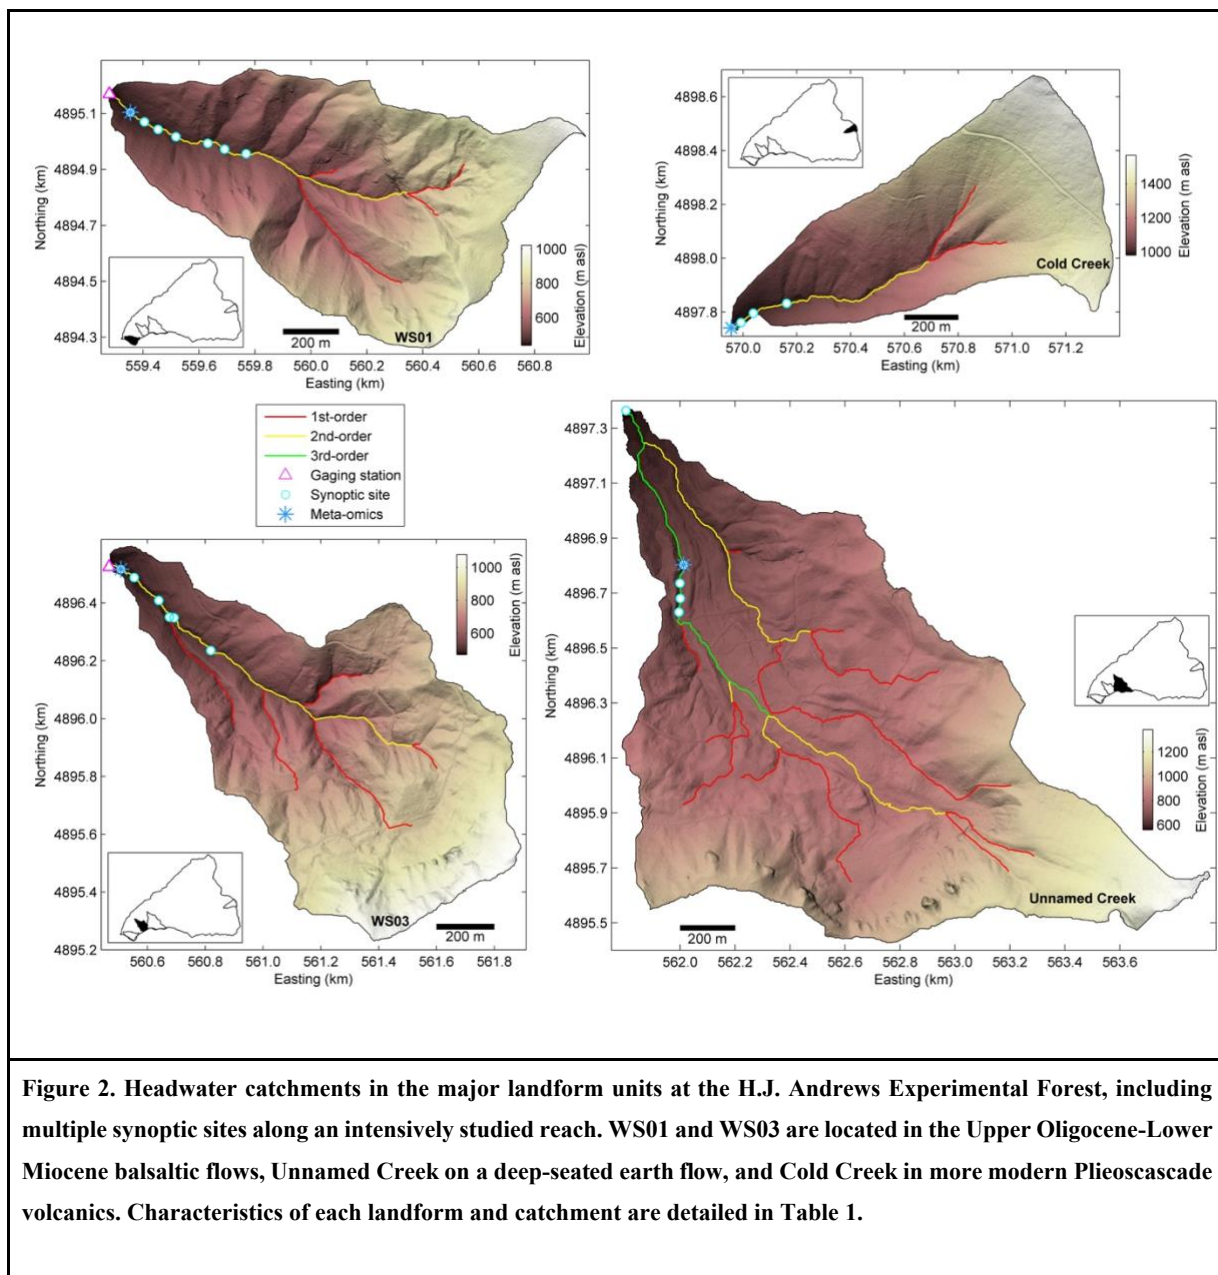 4895.1
4894.9
4894.7
4894.5
4894.3
Northing (km)
559.4 559.6 559.8 560.0 560.2 560.4 560.6 560.8
Easting (km)
1000
800
600
Elevation (m asl)
200 m
WS01
4898.6
4898.4
4898.2
4898.0
4897.8
Northing (km)
570.0 570.2 570.4 570.6 570.8 571.0 571.2
Easting (km)
1400
1200
1000
Elevation (m asl)
Cold Creek
200 m
1st-order
2nd-order
3rd-order
Gaging station
Synoptic site
Meta-omics
4896.4
4896.2
4896.0
4895.8
4895.6
4895.4
4895.2
Northing (km)
560.6 560.8 561.0 561.2 561.4 561.6 561.8
Easting (km)
1000
800
600
Elevation (m asl)
WS03
200 m
4897.3
4897.1
4896.9
4896.7
4896.5
4896.3
4896.1
4895.9
4895.7
4895.5
Northing (km)
562.0 562.2 562.4 562.6 562.8 563.0 563.2 563.4 563.6
Easting (km)
1200
1000
800
600
Elevation (m asl)
Unnamed Creek
200 m
Figure 2. Headwater catchments in the major landform units at the H.J. Andrews Experimental Forest, including
multiple synoptic sites along an intensively studied reach. WS01 and WS03 are located in the Upper Oligocene-Lower
Miocene balsaltic flows, Unnamed Creek on a deep-seated earth flow, and Cold Creek in more modern Plieoscascade
volcanics. Characteristics of each landform and catchment are detailed in Table 1.